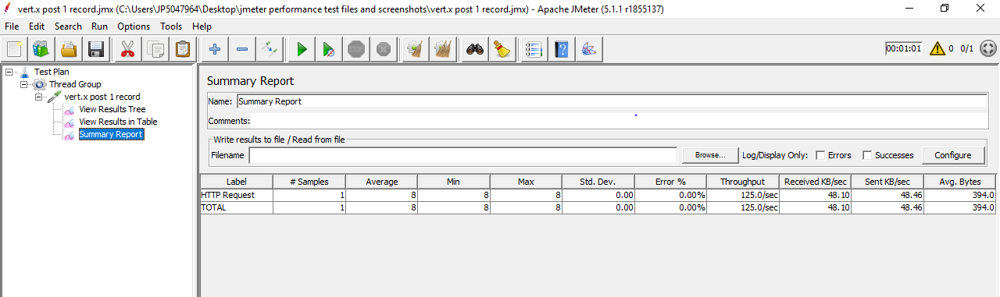 vert.x post 1 record.jmx (C:\Users\JP5047964\Desktop\jmeter performance test files and screenshots\vert.x post 1 record.jmx) - Apache JMeter (5.1.1 r1855137)
File Edit Search Run Options Tools Help
STOP 00:01:01 0 0/1
Test Plan
Thread Group
vert.x post 1 record
View Results Tree
View Results in Table
Summary Report
Summary Report
Name: Summary Report
Comments:
Write results to file / Read from file
Filename Browse... Log/Display Only: Errors Successes Configure
Label # Samples Average Min Max Std. Dev. Error % Throughput Received KB/sec Sent KB/sec Avg. Bytes
HTTP Request 1 8 8 8 0.00 0.00% 125.0/sec 48.10 48.46 394.0
TOTAL 1 8 8 8 0.00 0.00% 125.0/sec 48.10 48.46 394.0